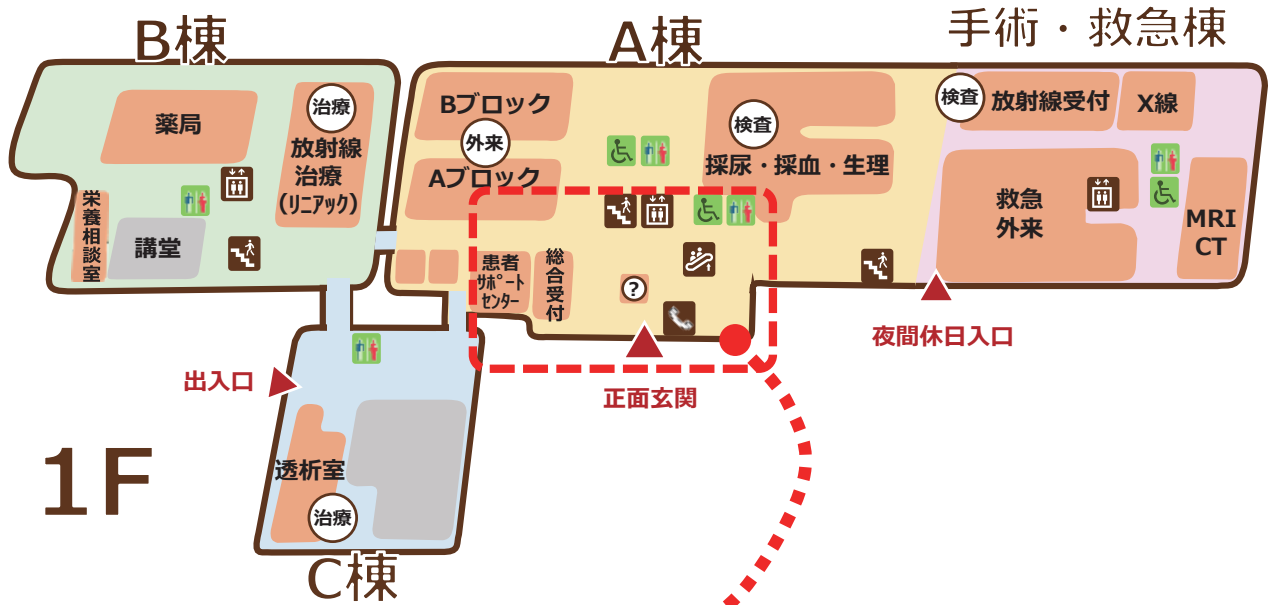 B棟
A棟
手術・救急棟
薬局
治療
放射線
治療
(リニアック)
栄養相談室
講堂
Bブロック
外来
Aブロック
検査
採尿・採血・生理
検査
放射線受付
X線
救急
外来
MRI
CT
患者
サポート
センター
総合受付
?
夜間休日入口
正面玄関
出入口
透析室
治療
1F
C棟